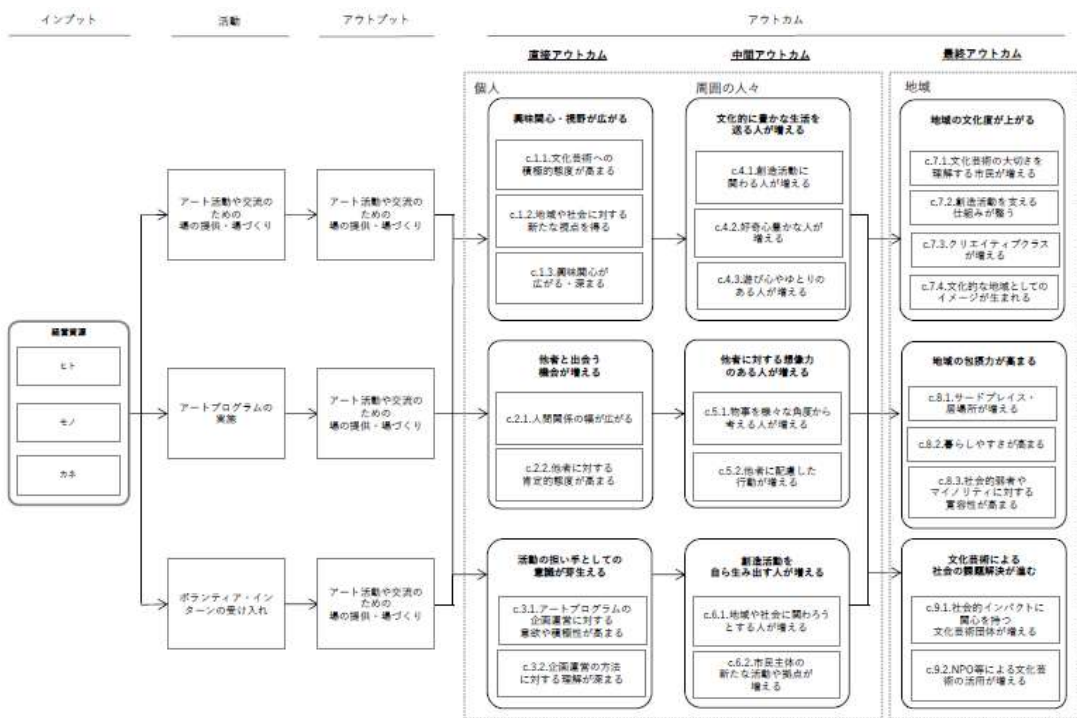 インプット
活動
アウトプット
アウトカム
直接アウトカム
中間アウトカム
最終アウトカム
個人
周囲の人々
地域
経営資源
ヒト
モノ
カネ
アート活動や交流の
ための
場の提供・場づくり
アートプログラムの
実施
ボランティア・イン
ターンの受け入れ
アート活動や交流の
ための
場の提供・場づくり
アート活動や交流の
ための
場の提供・場づくり
アート活動や交流の
ための
場の提供・場づくり
興味関心・視野が広がる
c.1.1.文化芸術への
積極的態度が高まる
c.1.2.地域や社会に対する
新たな視点を得る
c.1.3.興味関心が
広がる・深まる
他者と出会う
機会が増える
c.2.1.人間関係の幅が広がる
c.2.2.他者に対する
肯定的態度が高まる
活動の担い手としての
意識が芽生える
c.3.1.アートプログラムの
企画運営に対する
意欲や積極性が高まる
c.3.2.企画運営の方法
に対する理解が深まる
文化的に豊かな生活を
送る人が増える
c.4.1.創造活動に
関わる人が増える
c.4.2.好奇心豊かな人が
増える
c.4.3.遊び心やゆとりの
ある人が増える
他者に対する想像力
のある人が増える
c.5.1.物事を様々な角度から
考える人が増える
c.5.2.他者に配慮した
行動が増える
創造活動を
自ら生み出す人が増える
c.6.1.地域や社会に関わろう
とする人が増える
c.6.2.市民主体の
新たな活動や拠点が
増える
地域の文化度が上がる
c.7.1.文化芸術の大切さを
理解する市民が増える
c.7.2.創造活動を支える
仕組みが整う
c.7.3.クリエイティブクラス
が増える
c.7.4.文化的な地域としての
イメージが生まれる
地域の包摂力が高まる
c.8.1.サードプレイス・
居場所が増える
c.8.2.暮らしやすさが高まる
c.8.3.社会的弱者や
マイノリティに対する
寛容性が高まる
文化芸術による
社会の課題解決が進む
c.9.1.社会的インパクトに
関心を持つ
文化芸術団体が増える
c.9.2.NPO等による文化芸
術の活用が増える